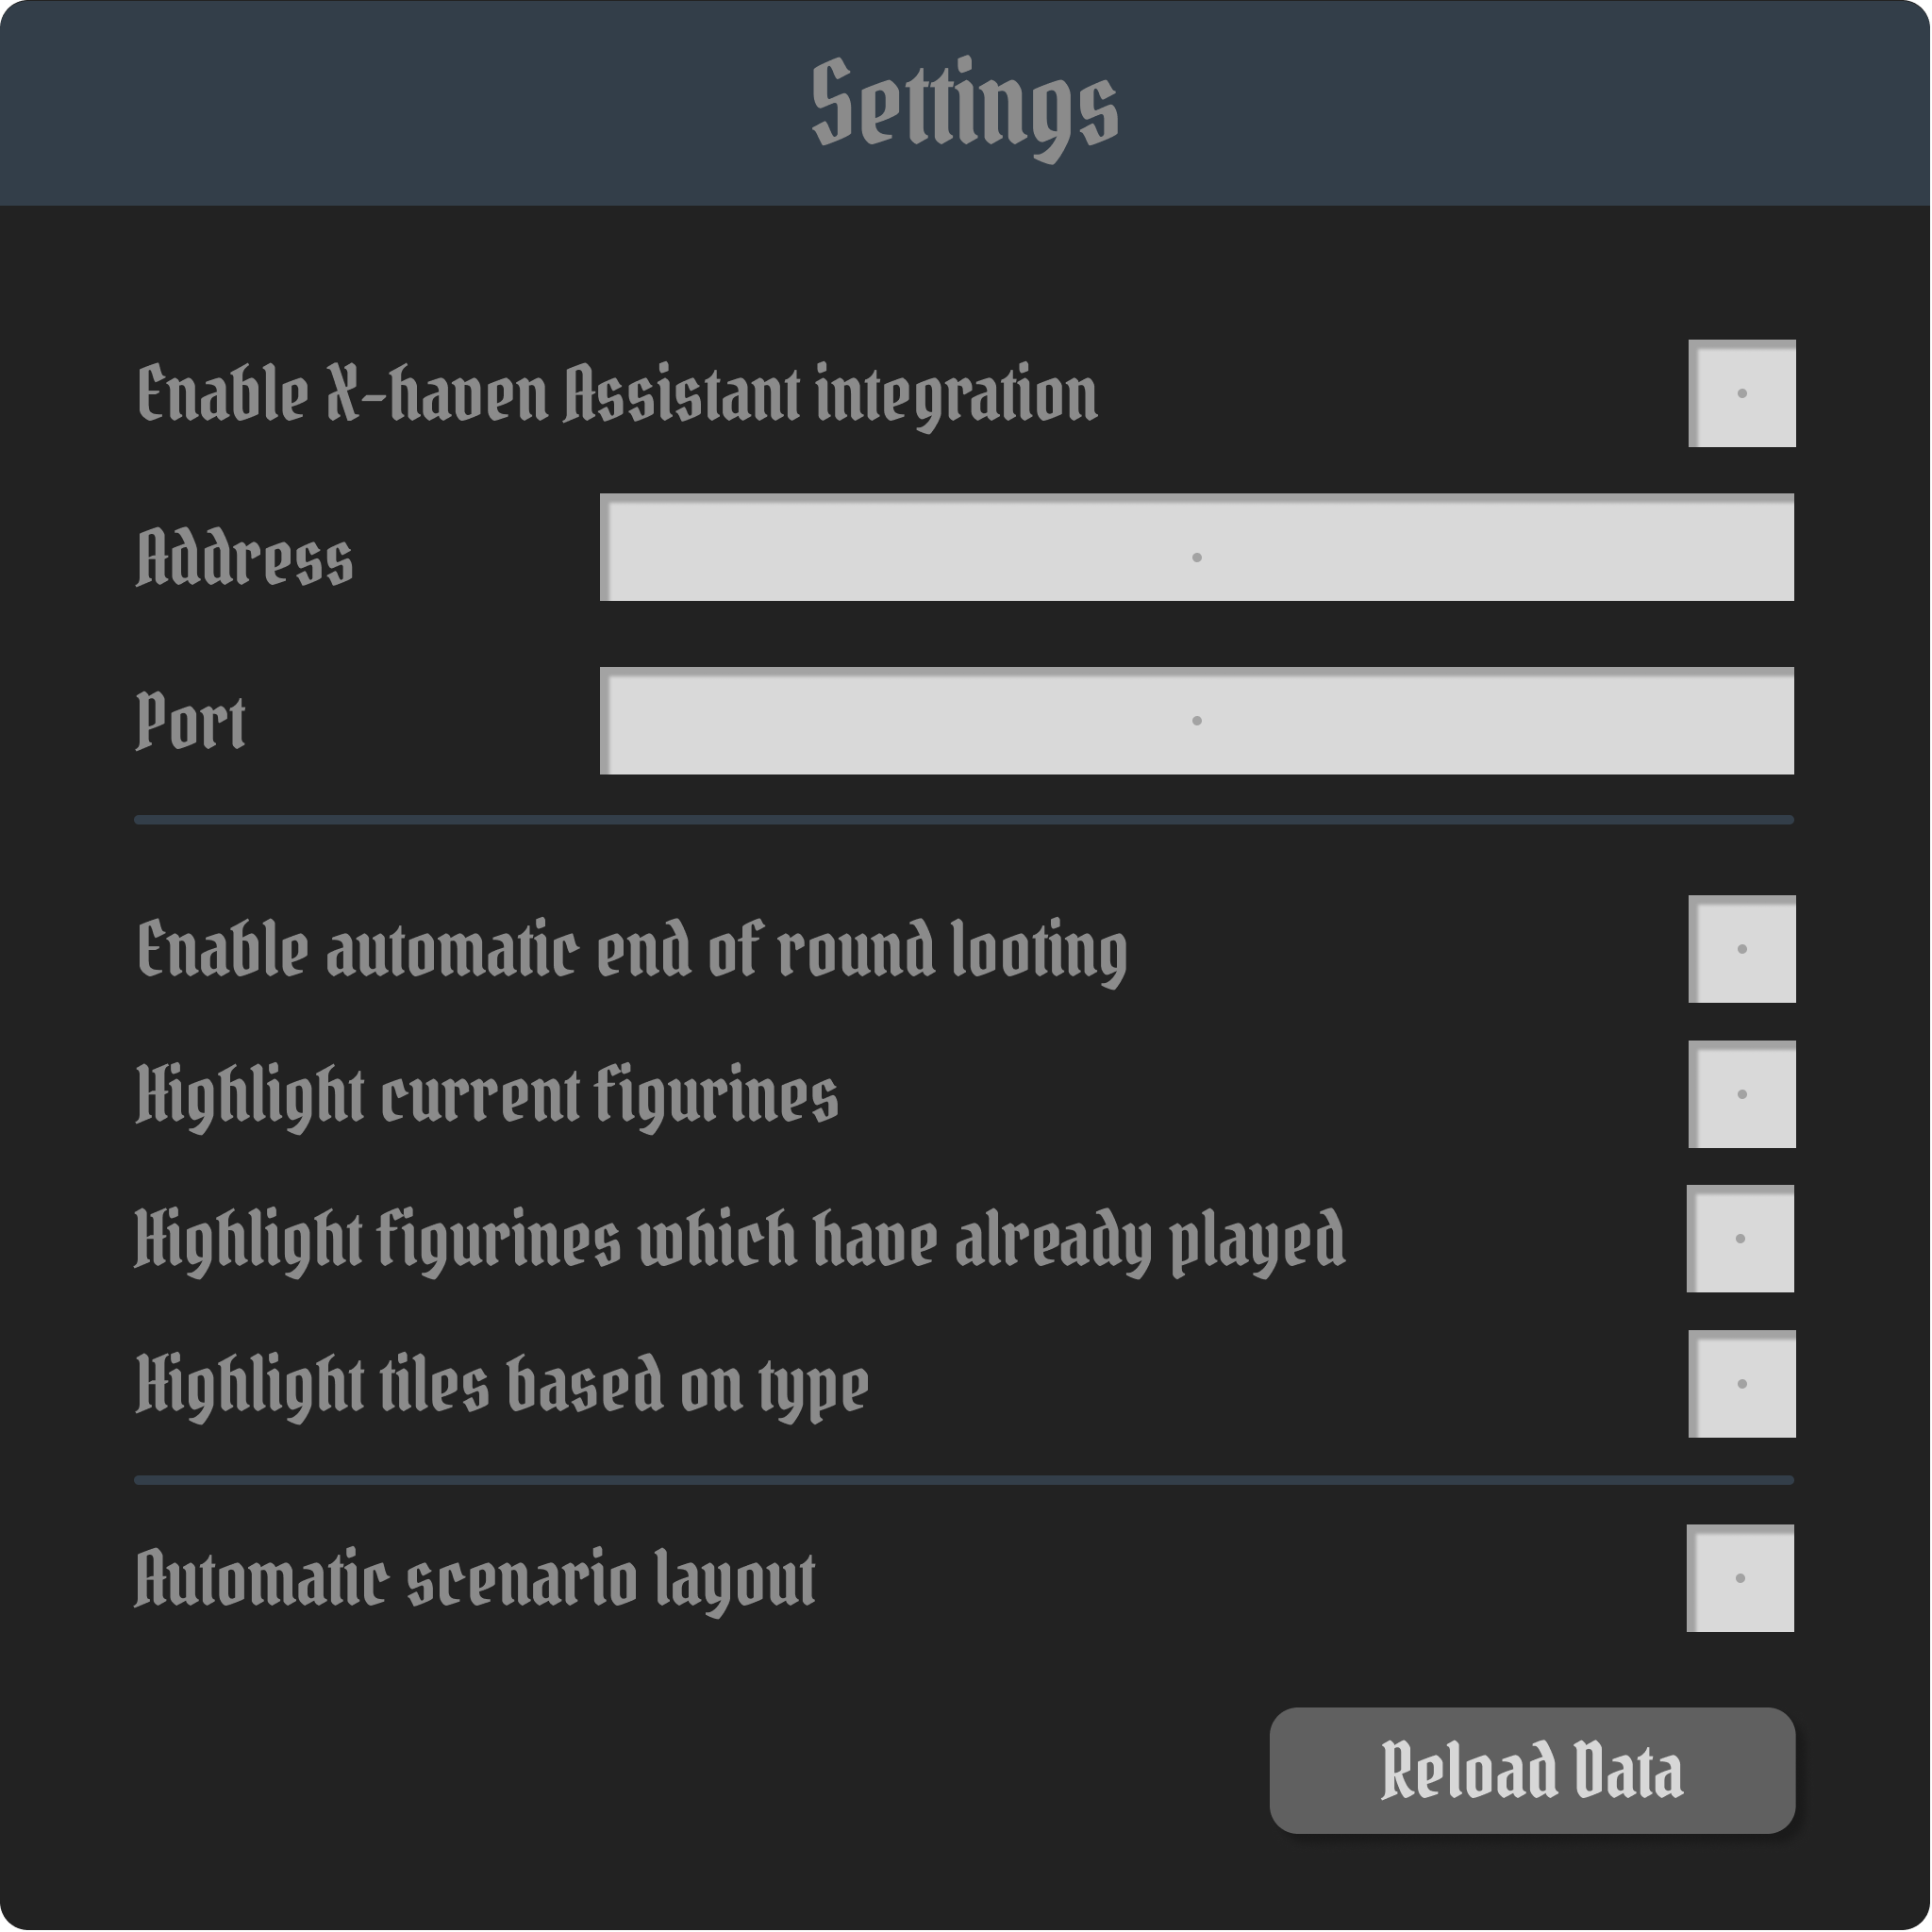 Settings
Enable X-haven Assistant integration
Address
Port
Enable automatic end of round looting
Highlight current figurines
Highlight figurines which have already played
Highlight tiles based on type
Automatic scenario layout
Reload Data